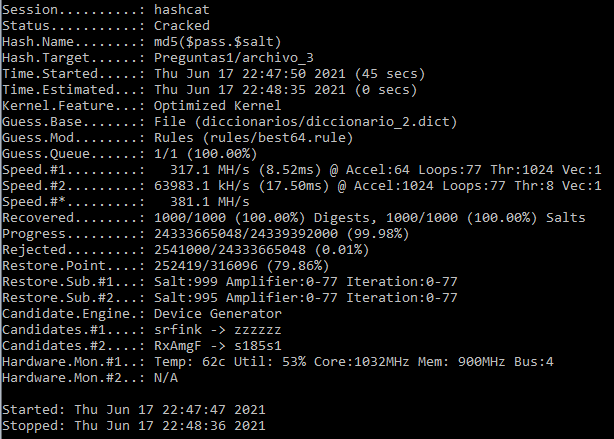 Session..........: hashcat
Status...........: Cracked
Hash.Name........: md5($pass.$salt)
Hash.Target......: Preguntas1/archivo_3
Time.Started.....: Thu Jun 17 22:47:50 2021 (45 secs)
Time.Estimated...: Thu Jun 17 22:48:35 2021 (0 secs)
Kernel.Feature...: Optimized Kernel
Guess.Base.......: File (diccionarios/diccionario_2.dict)
Guess.Mod........: Rules (rules/best64.rule)
Guess.Queue......: 1/1 (100.00%)
Speed.#1.........:   317.1 MH/s (8.52ms) @ Accel:64 Loops:77 Thr:1024 Vec:1
Speed.#2.........: 63983.1 kH/s (17.50ms) @ Accel:1024 Loops:77 Thr:8 Vec:1
Speed.#*.........:   381.1 MH/s
Recovered........: 1000/1000 (100.00%) Digests, 1000/1000 (100.00%) Salts
Progress.........: 24333665048/24339392000 (99.98%)
Rejected.........: 2541000/24333665048 (0.01%)
Restore.Point....: 252419/316096 (79.86%)
Restore.Sub.#1...: Salt:999 Amplifier:0-77 Iteration:0-77
Restore.Sub.#2...: Salt:995 Amplifier:0-77 Iteration:0-77
Candidate.Engine.: Device Generator
Candidates.#1....: srfink -> zzzzzz
Candidates.#2....: RxAmgF -> s185s1
Hardware.Mon.#1..: Temp: 62c Util: 53% Core:1032MHz Mem: 900MHz Bus:4
Hardware.Mon.#2..: N/A
Started: Thu Jun 17 22:47:47 2021
Stopped: Thu Jun 17 22:48:36 2021